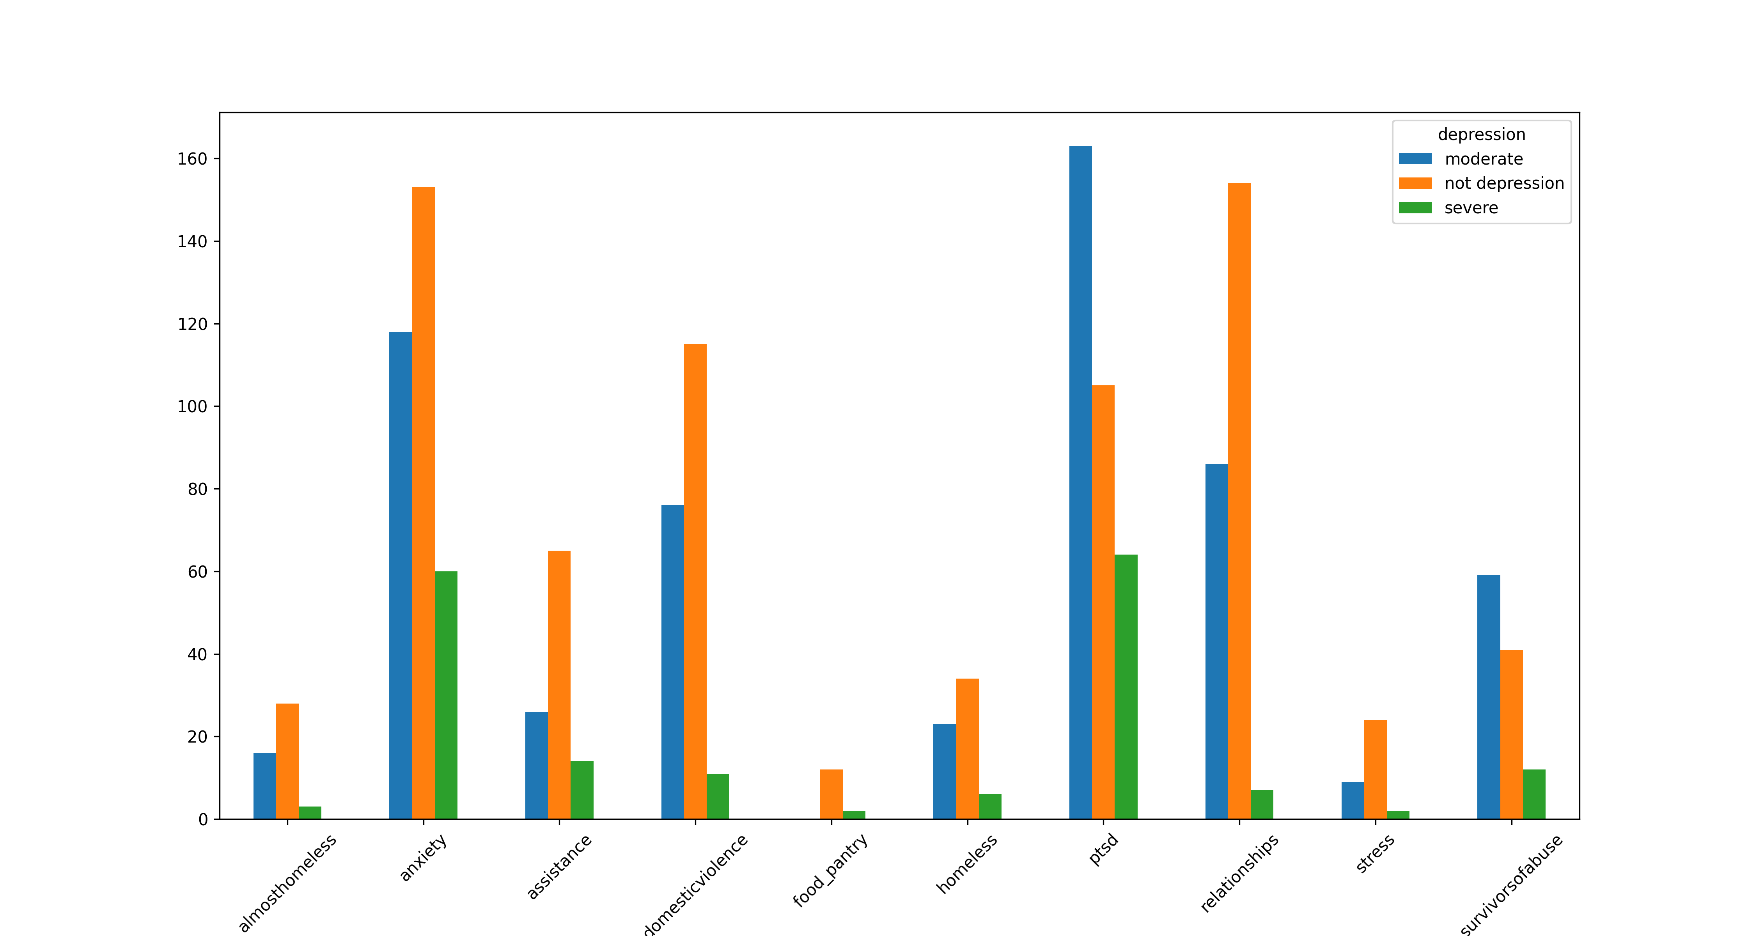 depression
moderate
not depression
severe
160
140
120
100
80
60
40
20
0
almosthomeless
anxiety
assistance
domesticviolence
food_pantry
homeless
ptsd
relationships
stress
survivorsofabuse